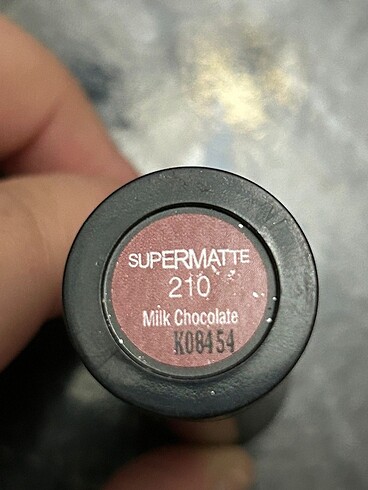 SUPERMATTE
210
Milk Chocolate
K08454